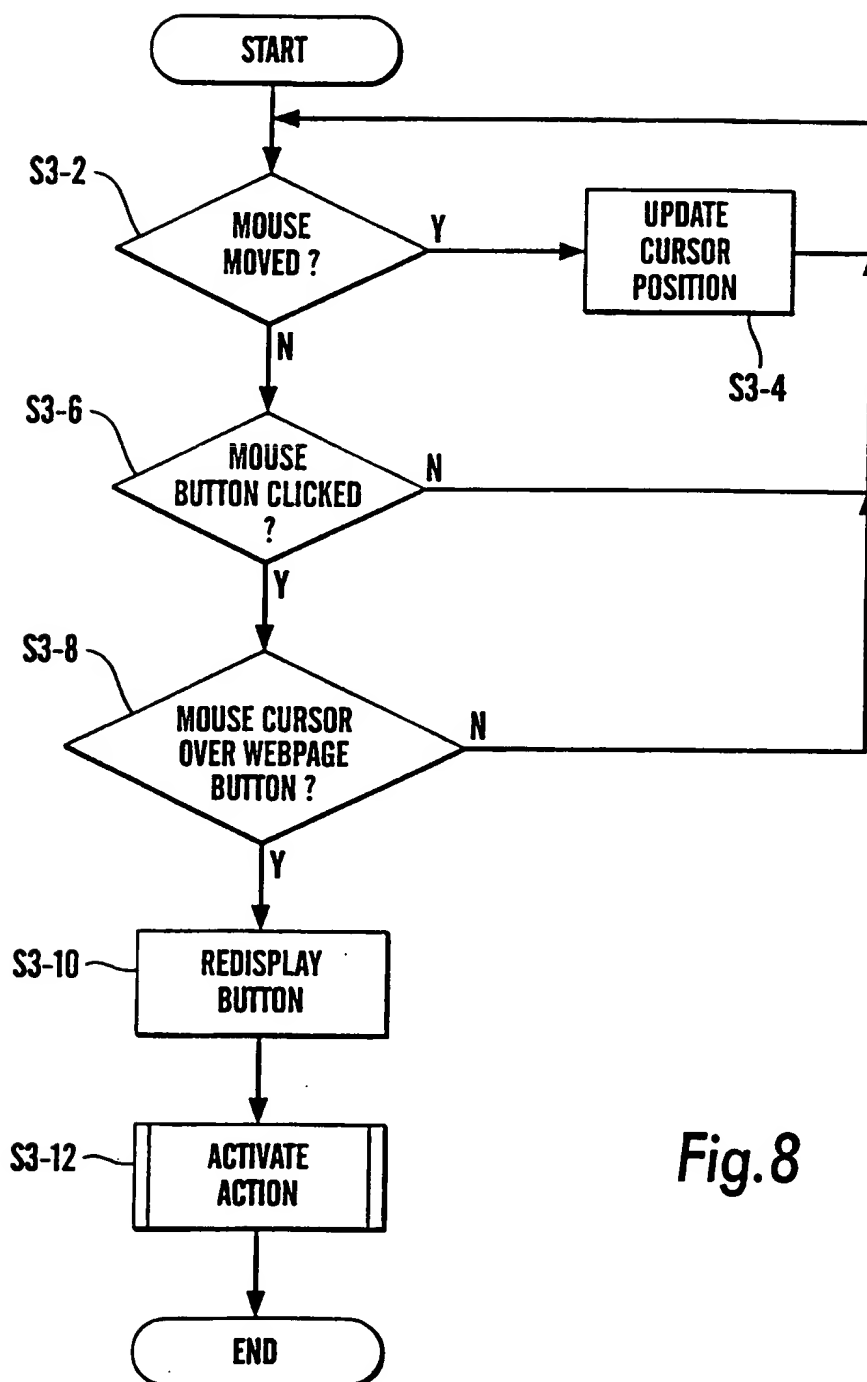 START
S3-2
MOUSE
MOVED ?
Y
UPDATE
CURSOR
POSITION
S3-4
N
S3-6
MOUSE
BUTTON CLICKED
?
N
Y
S3-8
MOUSE CURSOR
OVER WEBPAGE
BUTTON ?
N
Y
S3-10
REDISPLAY
BUTTON
S3-12
ACTIVATE
ACTION
Fig.8
END